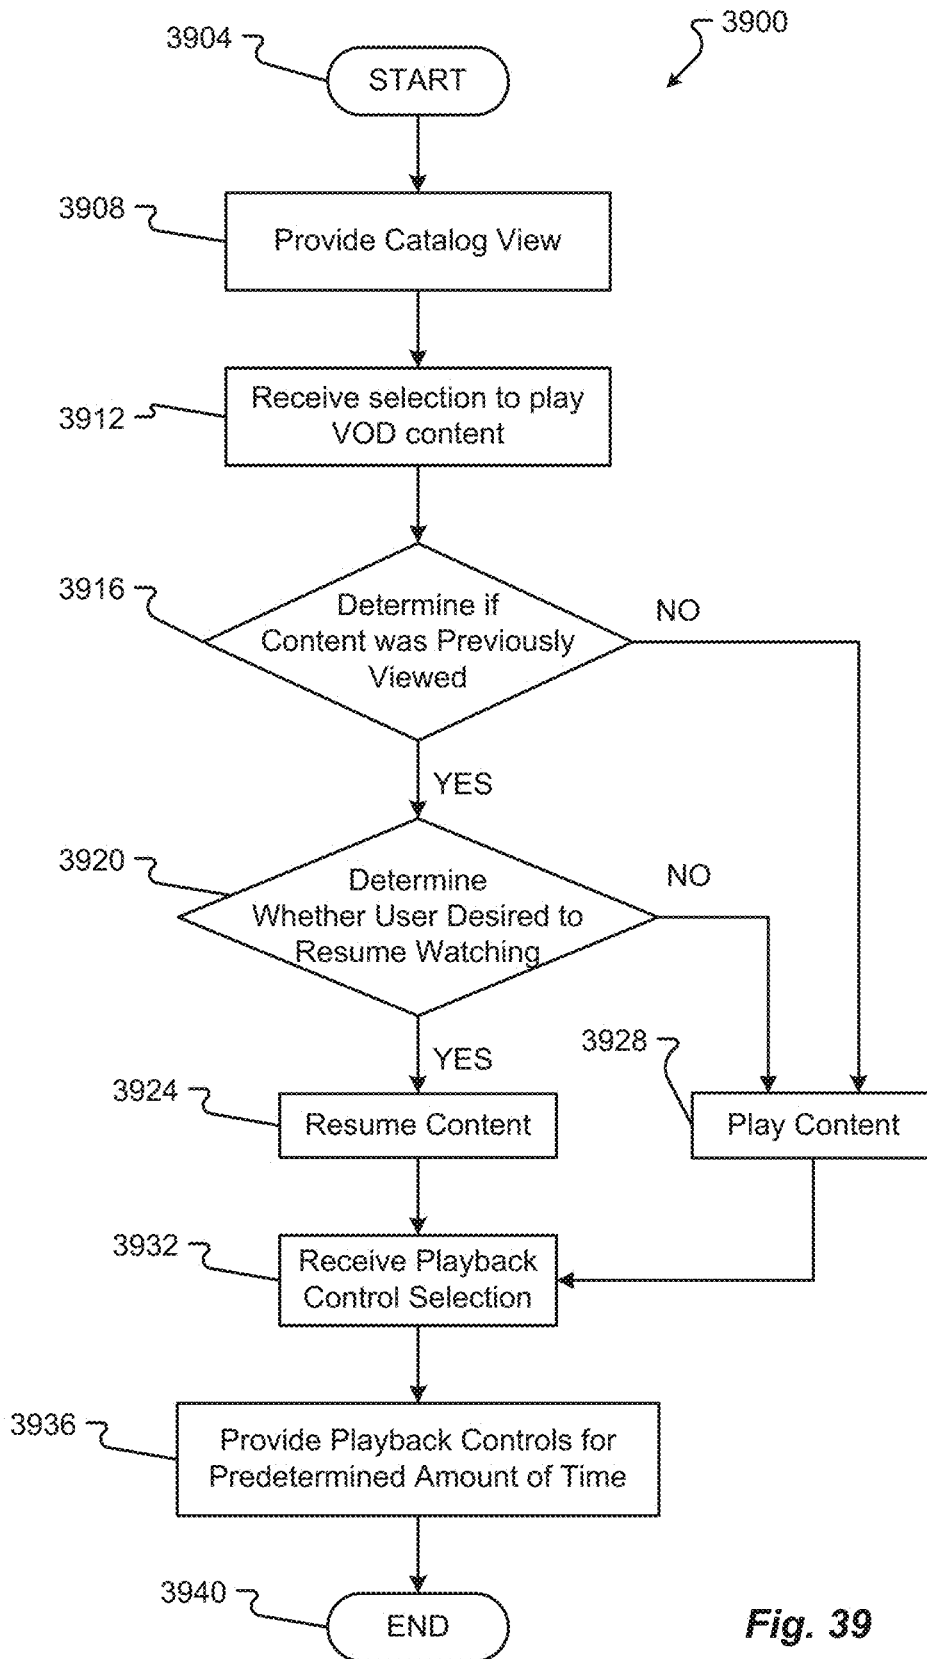 3900
3904
START
3908
Provide Catalog View
3912
Receive selection to play
VOD content
3916
Determine if
Content was Previously
Viewed
NO
YES
3920
Determine
Whether User Desired to
Resume Watching
NO
YES
3924
Resume Content
3928
Play Content
3932
Receive Playback
Control Selection
3936
Provide Playback Controls for
Predetermined Amount of Time
3940
END
Fig. 39